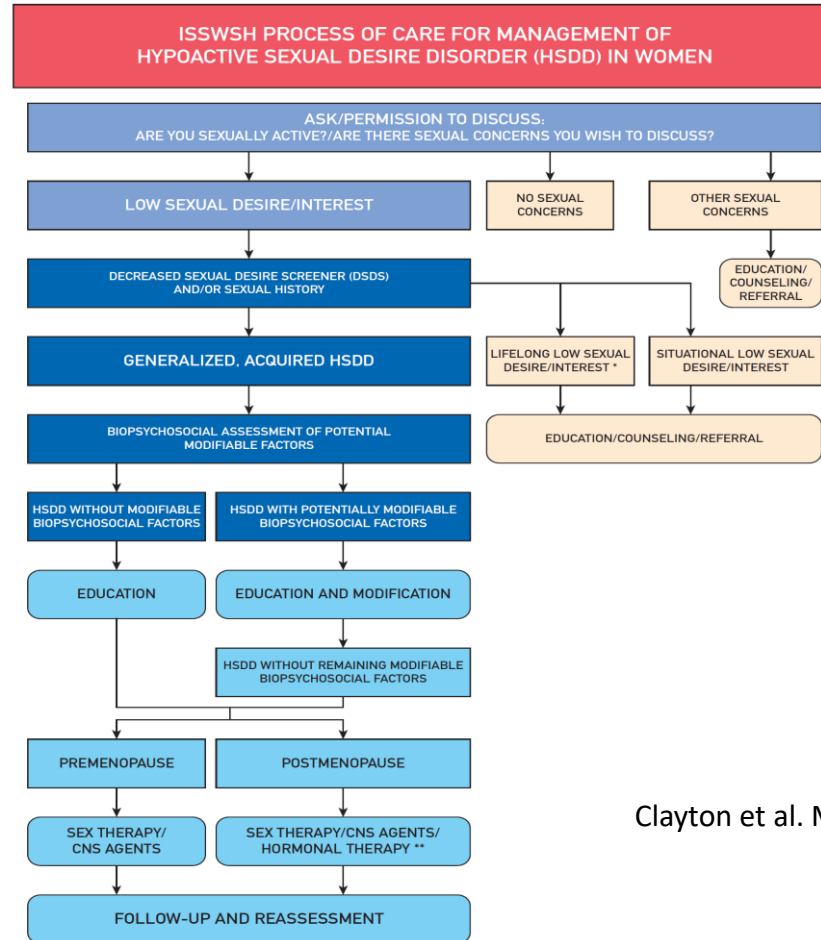 ISSWSH PROCESS OF CARE FOR MANAGEMENT OF
HYPOACTIVE SEXUAL DESIRE DISORDER (HSDD) IN WOMEN
ASK/PERMISSION TO DISCUSS:
ARE YOU SEXUALLY ACTIVE?/ARE THERE SEXUAL CONCERNS YOU WISH TO DISCUSS?
LOW SEXUAL DESIRE/INTEREST
NO SEXUAL
CONCERNS
OTHER SEXUAL
CONCERNS
EDUCATION/
COUNSELING/
REFERRAL
DECREASED SEXUAL DESIRE SCREENER (DSDS)
AND/OR SEXUAL HISTORY
GENERALIZED, ACQUIRED HSDD
LIFELONG LOW SEXUAL
DESIRE/INTEREST *
SITUATIONAL LOW SEXUAL
DESIRE/INTEREST
BIOPSYCHOSOCIAL ASSESSMENT OF POTENTIAL
MODIFIABLE FACTORS
EDUCATION/COUNSELING/REFERRAL
HSDD WITHOUT MODIFIABLE
BIOPSYCHOSOCIAL FACTORS
HSDD WITH POTENTIALLY MODIFIABLE
BIOPSYCHOSOCIAL FACTORS
EDUCATION
EDUCATION AND MODIFICATION
HSDD WITHOUT REMAINING MODIFIABLE
BIOPSYCHOSOCIAL FACTORS
PREMENOPAUSE
POSTMENOPAUSE
SEX THERAPY/
CNS AGENTS
SEX THERAPY/CNS AGENTS/
HORMONAL THERAPY **
Clayton et al. M
FOLLOW-UP AND REASSESSMENT